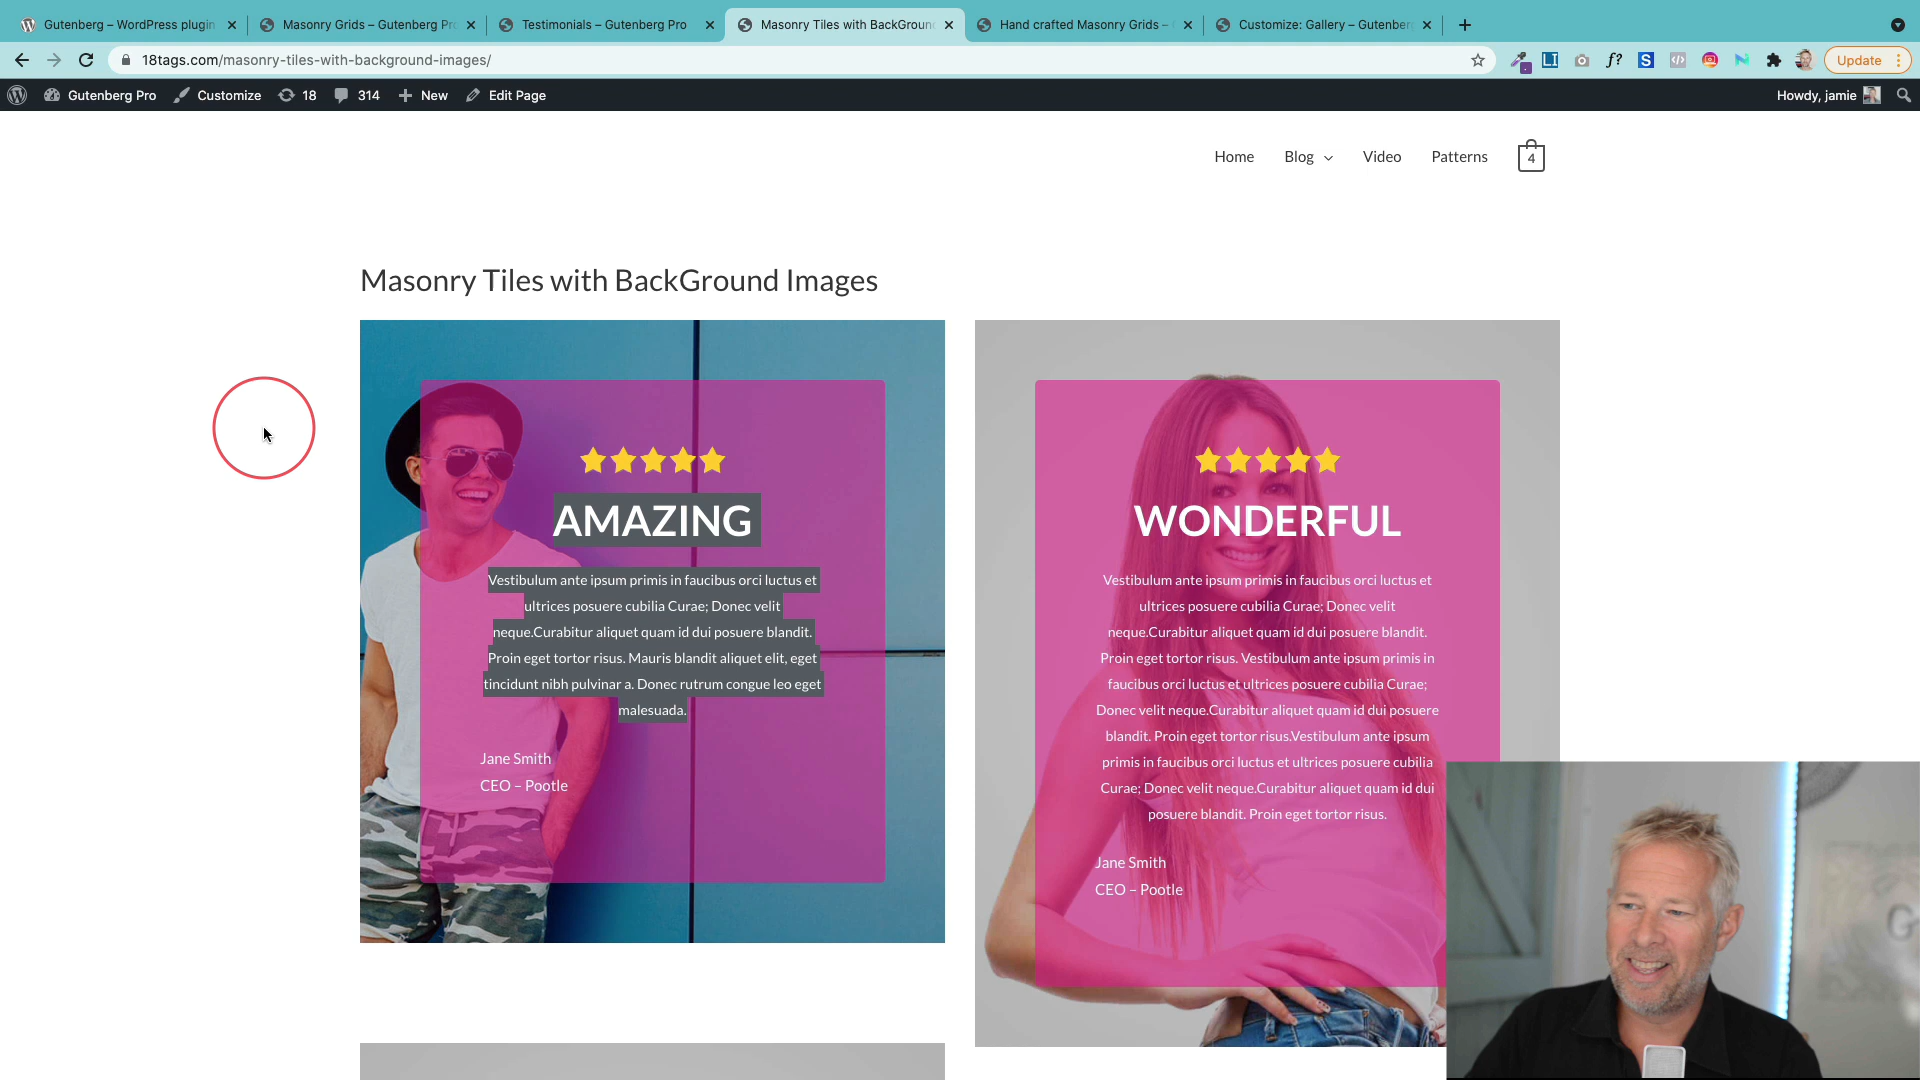 Gutenberg – WordPress plugin
Masonry Grids – Gutenberg Pro
Testimonials – Gutenberg Pro
Masonry Tiles with BackGroun
Hand crafted Masonry Grids –
Customize: Gallery – Gutenber
18tags.com/masonry-tiles-with-background-images/
f?
S
Update
Gutenberg Pro
Customize
18
314
New
Edit Page
Howdy, jamie
Home
Blog
Video
Patterns
4
Masonry Tiles with BackGround Images
AMAZING
Vestibulum ante ipsum primis in faucibus orci luctus et
ultrices posuere cubilia Curae; Donec velit
neque.Curabitur aliquet quam id dui posuere blandit.
Proin eget tortor risus. Mauris blandit aliquet elit, eget
tincidunt nibh pulvinar a. Donec rutrum congue leo eget
malesuada.
Jane Smith
CEO – Pootle
WONDERFUL
Vestibulum ante ipsum primis in faucibus orci luctus et
ultrices posuere cubilia Curae; Donec velit
neque.Curabitur aliquet quam id dui posuere blandit.
Proin eget tortor risus. Vestibulum ante ipsum primis in
faucibus orci luctus et ultrices posuere cubilia Curae;
Donec velit neque.Curabitur aliquet quam id dui posuere
blandit. Proin eget tortor risus.Vestibulum ante ipsum
primis in faucibus orci luctus et ultrices posuere cubilia
Curae; Donec velit neque.Curabitur aliquet quam id dui
posuere blandit. Proin eget tortor risus.
Jane Smith
CEO – Pootle